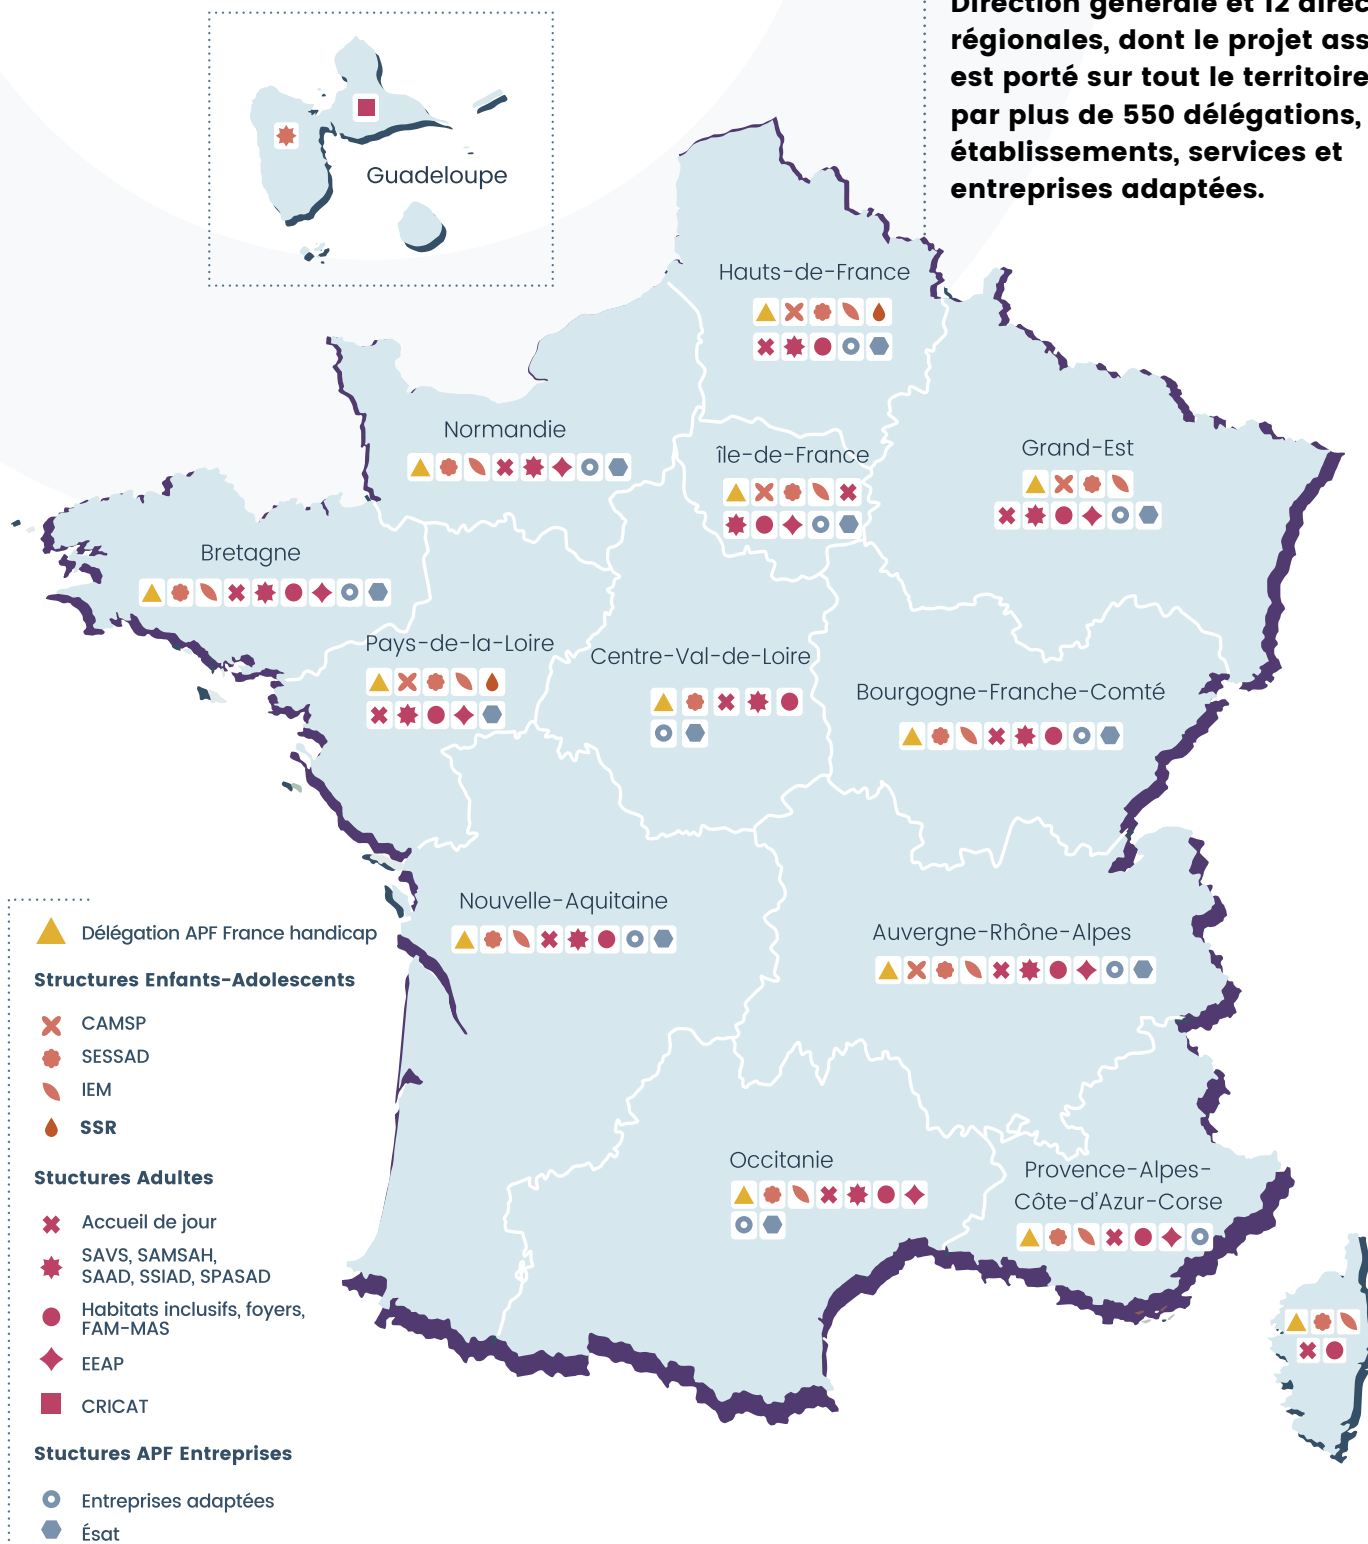 Direction générale et 12 direc
régionales, dont le projet ass
est porté sur tout le territoire
par plus de 550 délégations,
établissements, services et
entreprises adaptées.
Guadeloupe
Hauts-de-France
Normandie
île-de-France
Grand-Est
Bretagne
Pays-de-la-Loire
Centre-Val-de-Loire
Bourgogne-Franche-Comté
Nouvelle-Aquitaine
Auvergne-Rhône-Alpes
Occitanie
Provence-Alpes-
Côte-d'Azur-Corse
Délégation APF France handicap
Structures Enfants-Adolescents
CAMSP
SESSAD
IEM
SSR
Stuctures Adultes
Accueil de jour
SAVS, SAMSAH,
SAAD, SSIAD, SPASAD
Habitats inclusifs, foyers,
FAM-MAS
EEAP
CRICAT
Stuctures APF Entreprises
Entreprises adaptées
Ésat